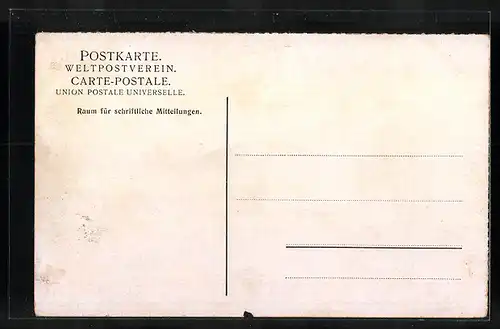 POSTKARTE.
WELTPOSTVEREIN.
CARTE-POSTALE.
UNION POSTALE UNIVERSELLE.
Raum für schriftliche Mitteilungen.